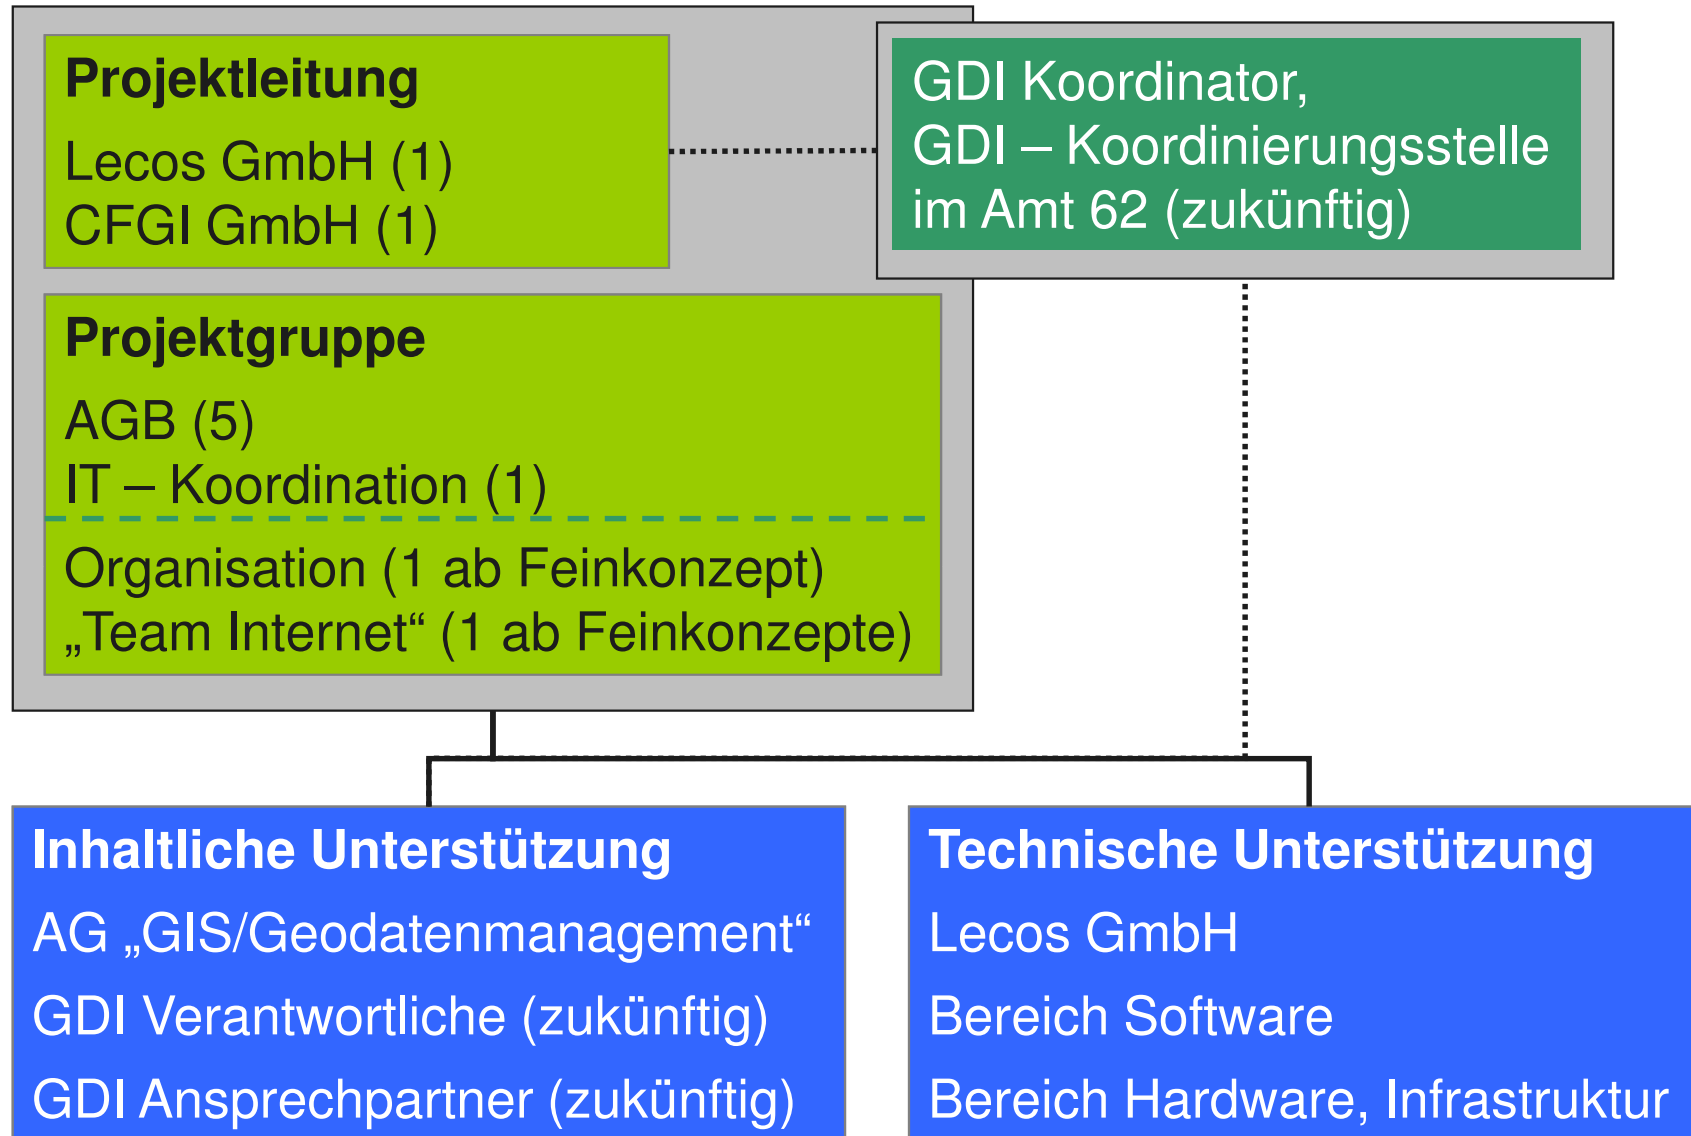 Projektleitung
Lecos GmbH (1)
CFGI GmbH (1)
GDI Koordinator,
GDI – Koordinierungsstelle
im Amt 62 (zukünftig)
Projektgruppe
AGB (5)
IT – Koordination (1)
Organisation (1 ab Feinkonzept)
„Team Internet“ (1 ab Feinkonzepte)
Inhaltliche Unterstützung
AG „GIS/Geodatenmanagement“
GDI Verantwortliche (zukünftig)
GDI Ansprechpartner (zukünftig)
Technische Unterstützung
Lecos GmbH
Bereich Software
Bereich Hardware, Infrastruktur